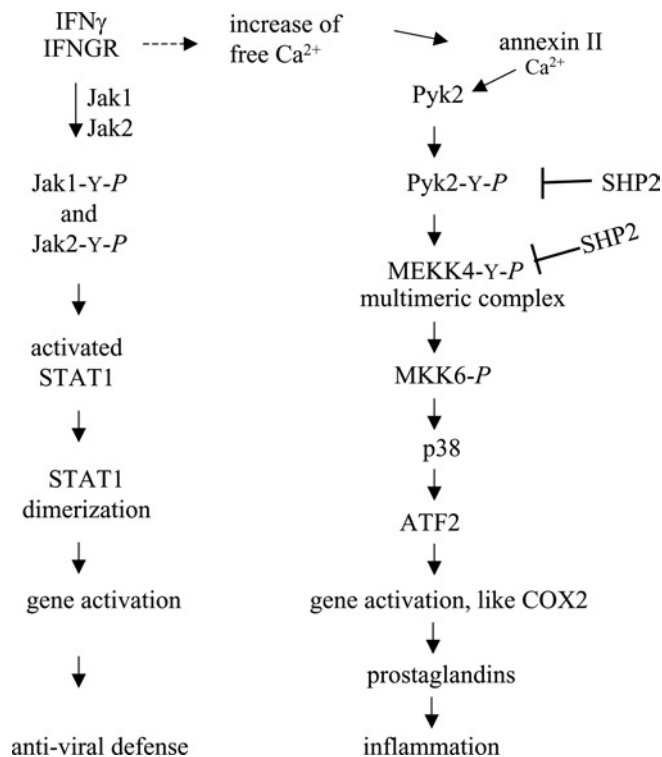 IFNγ
IFNGR
increase of
free Ca²⁺
annexin II
Ca²⁺
Jak1
Jak2
Pyk2
Jak1-Y-P
and
Jak2-Y-P
Pyk2-Y-P
SHP2
SHP2
MEKK4-Y-P
multimeric complex
activated
STAT1
MKK6-P
p38
STAT1
dimerization
ATF2
gene activation
gene activation, like COX2
prostaglandins
anti-viral defense
inflammation